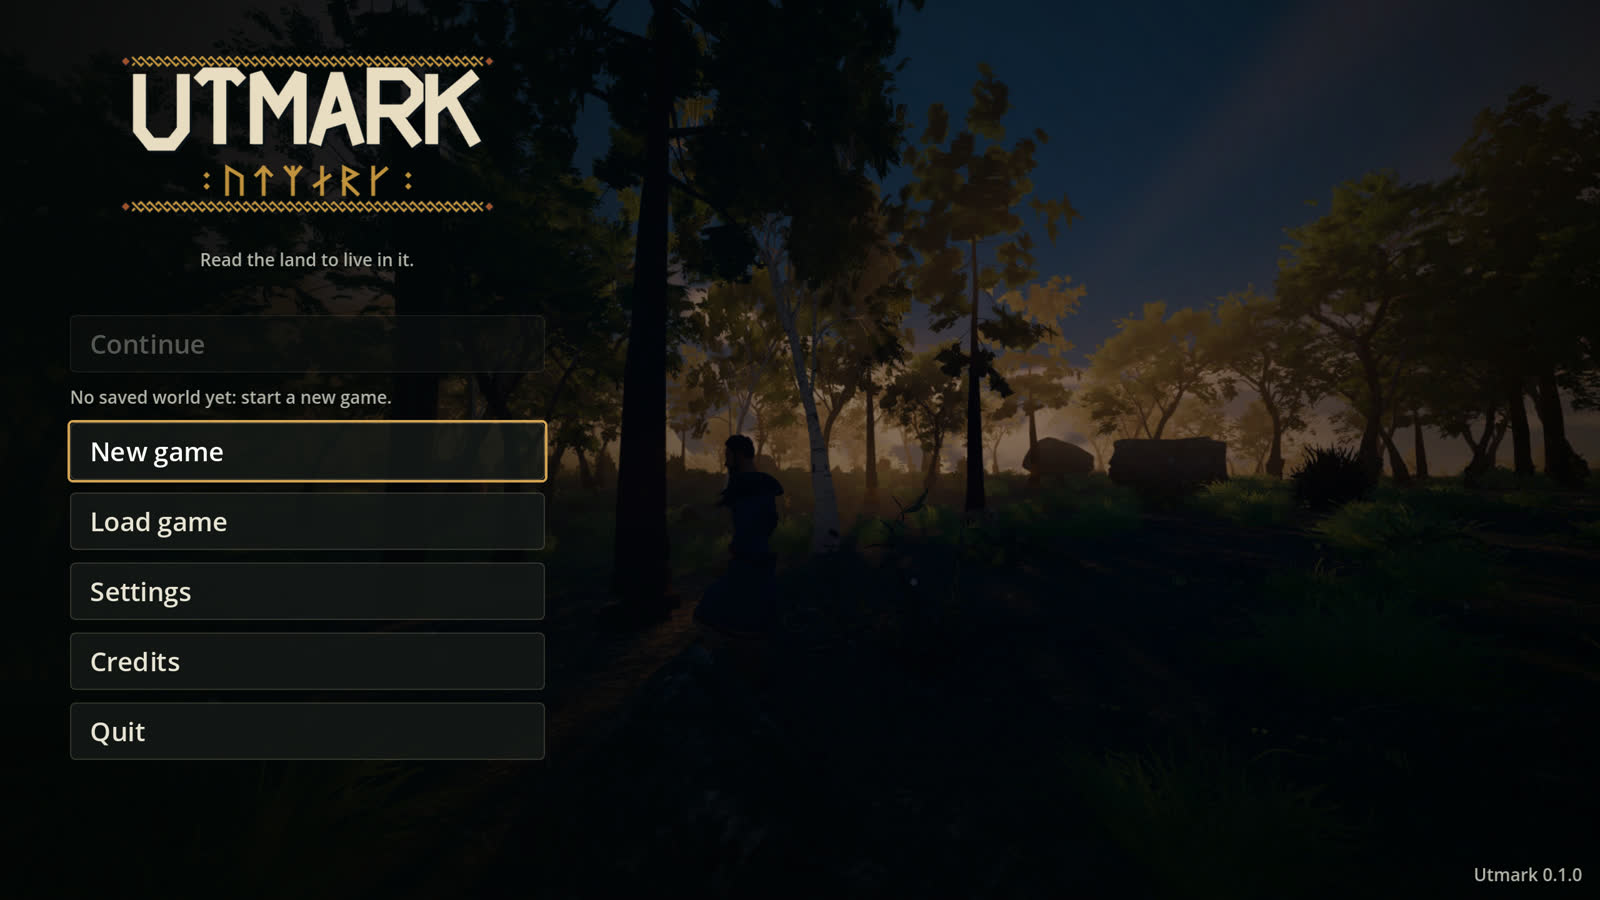 UTMARK
:ᚢᛏᛉᚾᚱᚴ:
Read the land to live in it.
Continue
No saved world yet: start a new game.
New game
Load game
Settings
Credits
Quit
Utmark 0.1.0